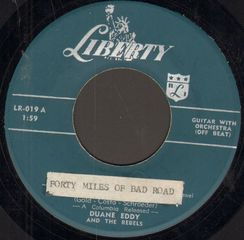 LIBERTY
LR-019 A
1:59
NBL
GUITAR WITH
ORCHESTRA
(OFF BEAT)
FORTY MILES OF BAD ROAD
(Gold - Costa - Schroeder)
— A Columbia Released —
DUANE EDDY
AND THE REBELS